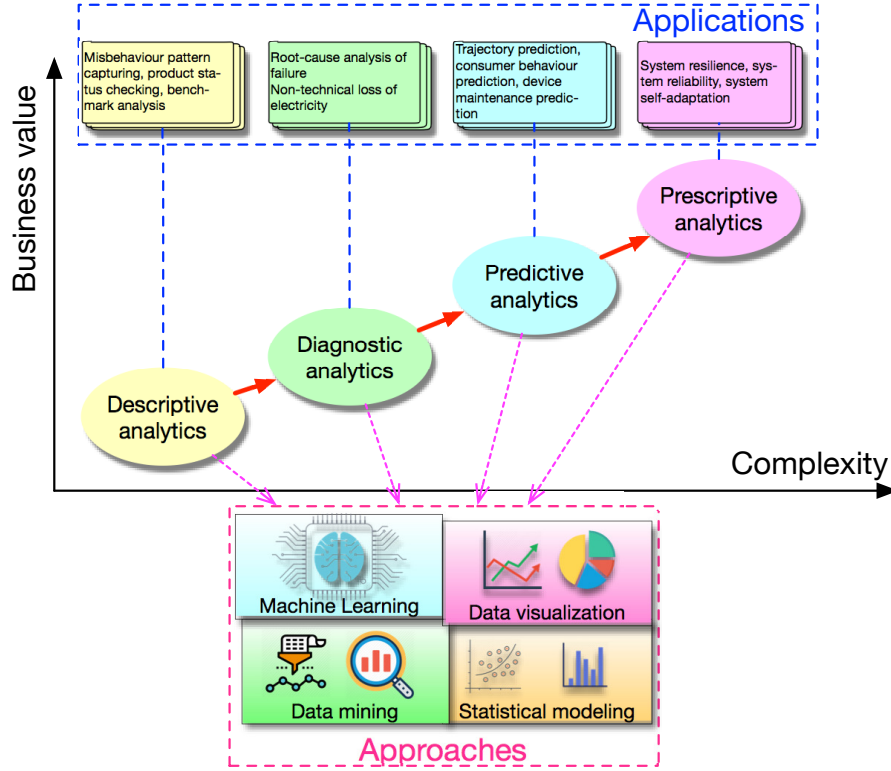 Applications
Misbehaviour pattern
capturing, product sta-
tus checking, bench-
mark analysis
Root-cause analysis of
failure
Non-technical loss of
electricity
Trajectory prediction,
consumer behaviour
prediction, device
maintenance predic-
tion
System resilience, sys-
tem reliability, system
self-adaptation
Business value
Prescriptive
analytics
Predictive
analytics
Diagnostic
analytics
Descriptive
analytics
Complexity
Machine Learning
Data visualization
Data mining
Statistical modeling
Approaches